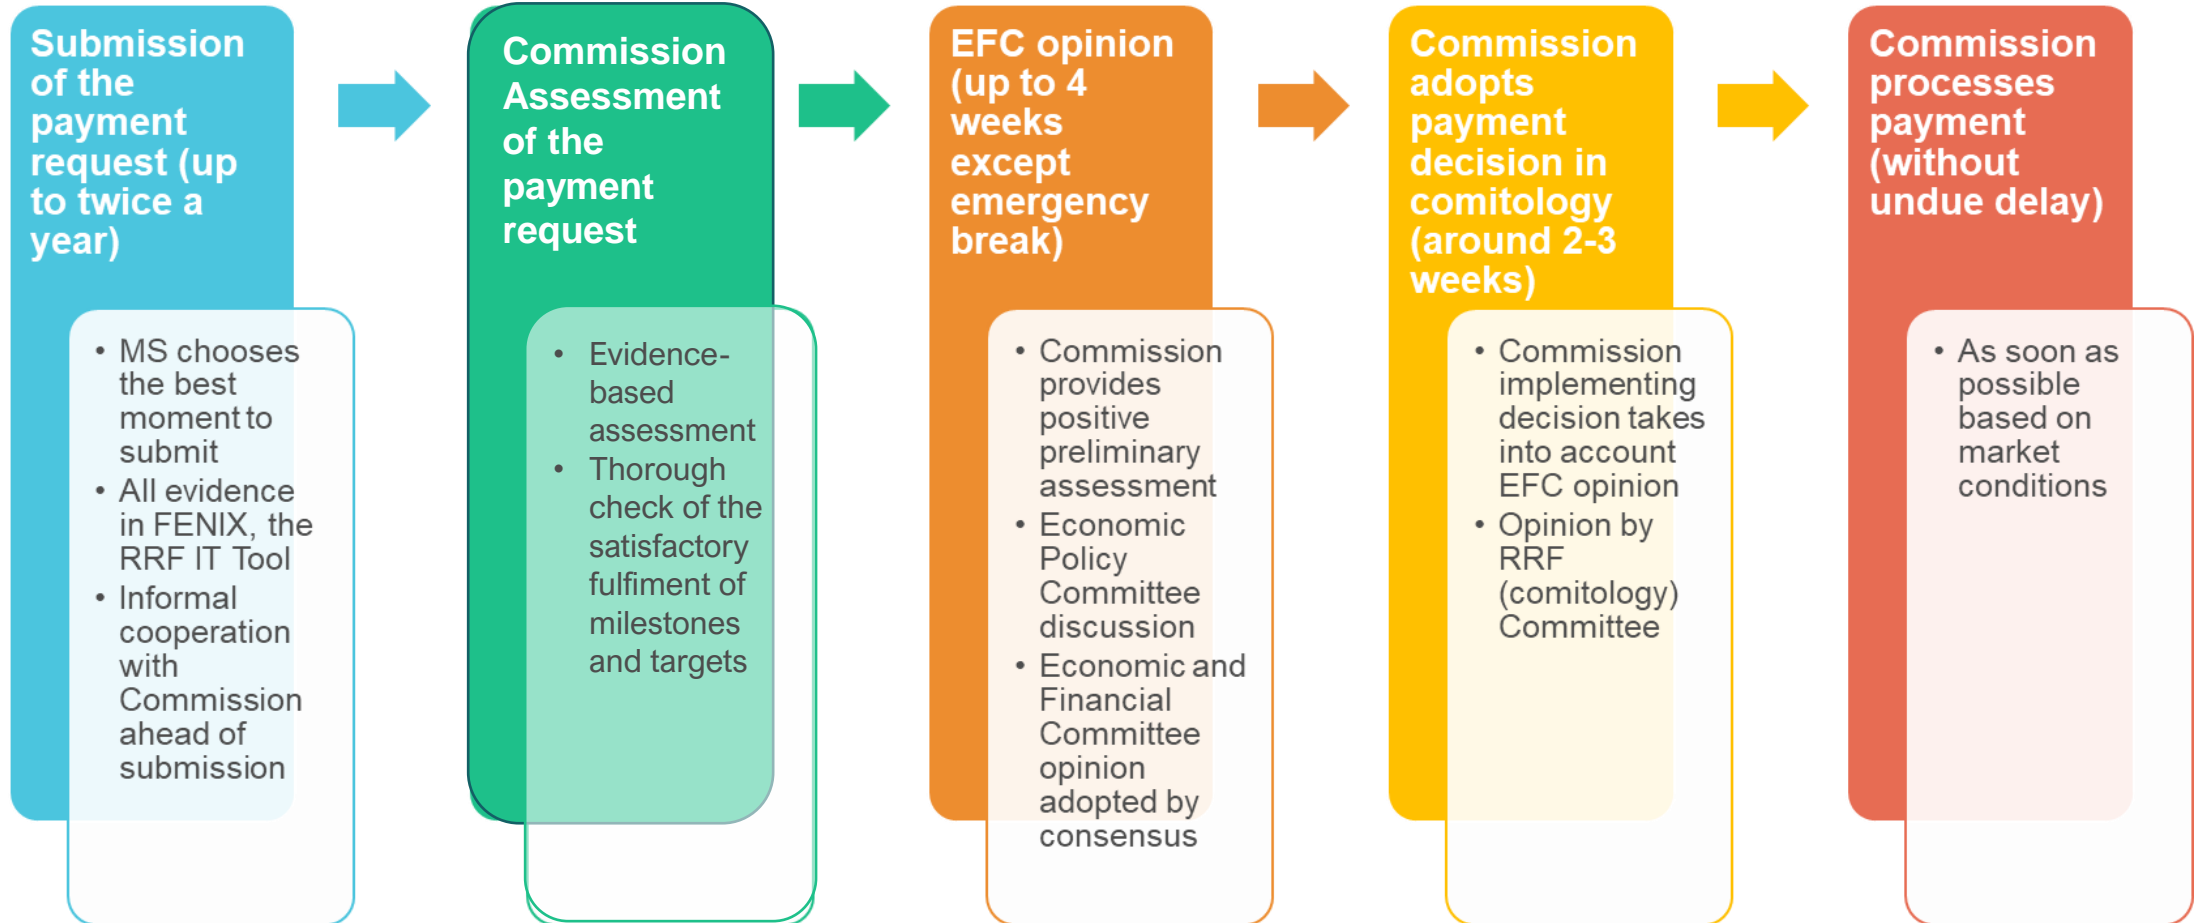 Submission
of the
payment
request (up
to twice a
year)
• MS chooses
the best
moment to
submit
• All evidence
in FENIX, the
RRF IT Tool
• Informal
cooperation
with
Commission
ahead of
submission
Commission
Assessment
of the
payment
request
• Evidence-
based
assessment
• Thorough
check of the
satisfactory
fulfiment of
milestones
and targets
EFC opinion
(up to 4
weeks
except
emergency
break)
• Commission
provides
positive
preliminary
assessment
• Economic
Policy
Committee
discussion
• Economic and
Financial
Committee
opinion
adopted by
consensus
Commission
adopts
payment
decision in
comitology
(around 2-3
weeks)
• Commission
implementing
decision takes
into account
EFC opinion
• Opinion by
RRF
(comitology)
Committee
Commission
processes
payment
(without
undue delay)
• As soon as
possible
based on
market
conditions